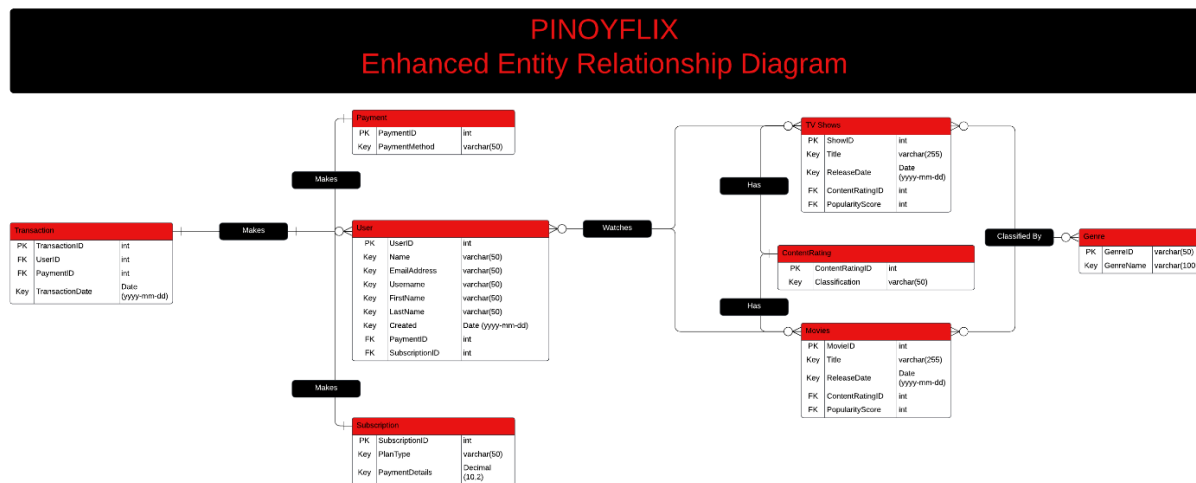 PINOYFLIX
Enhanced Entity Relationship Diagram
Payment
PK PaymentID int
Key PaymentMethod varchar(50)
Makes
Transaction
PK TransactionID int
FK UserID int
FK PaymentID int
Key TransactionDate Date
(yyyy-mm-dd)
Makes
User
PK UserID int
Key Name varchar(50)
Key EmailAddress varchar(50)
Key Username varchar(50)
Key FirstName varchar(50)
Key LastName varchar(50)
Key Created Date (yyyy-mm-dd)
FK PaymentID int
FK SubscriptionID int
Makes
Subscription
PK SubscriptionID int
Key PlanType varchar(50)
Key PaymentDetails Decimal
(10.2)
Watches
TV Shows
PK ShowID int
Key Title varchar(255)
Key ReleaseDate Date
(yyyy-mm-dd)
FK ContentRatingID int
FK PopularityScore int
Has
ContentRating
PK ContentRatingID int
Key Classification varchar(50)
Has
Movies
PK MovieID int
Key Title varchar(255)
Key ReleaseDate Date
(yyyy-mm-dd)
FK ContentRatingID int
FK PopularityScore int
Classified By
Genre
PK GenreID varchar(50)
Key GenreName varchar(100